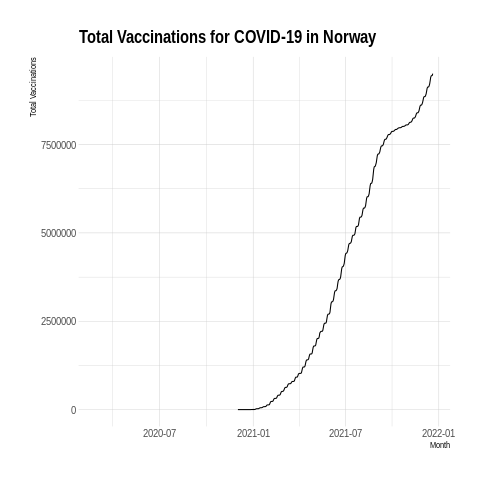 Total Vaccinations for COVID-19 in Norway
Total Vaccinations
7500000
5000000
2500000
0
2020-07
2021-01
2021-07
2022-01
Month